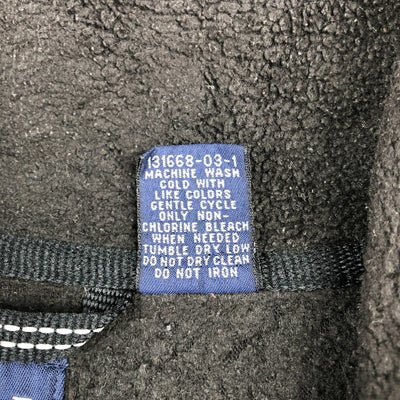 131668-03-1
MACHINE WASH
COLD WITH
LIKE COLORS
GENTLE CYCLE
ONLY NON-
CHLORINE BLEACH
WHEN NEEDED
TUMBLE DRY LOW
DO NOT DRY CLEAN
DO NOT IRON